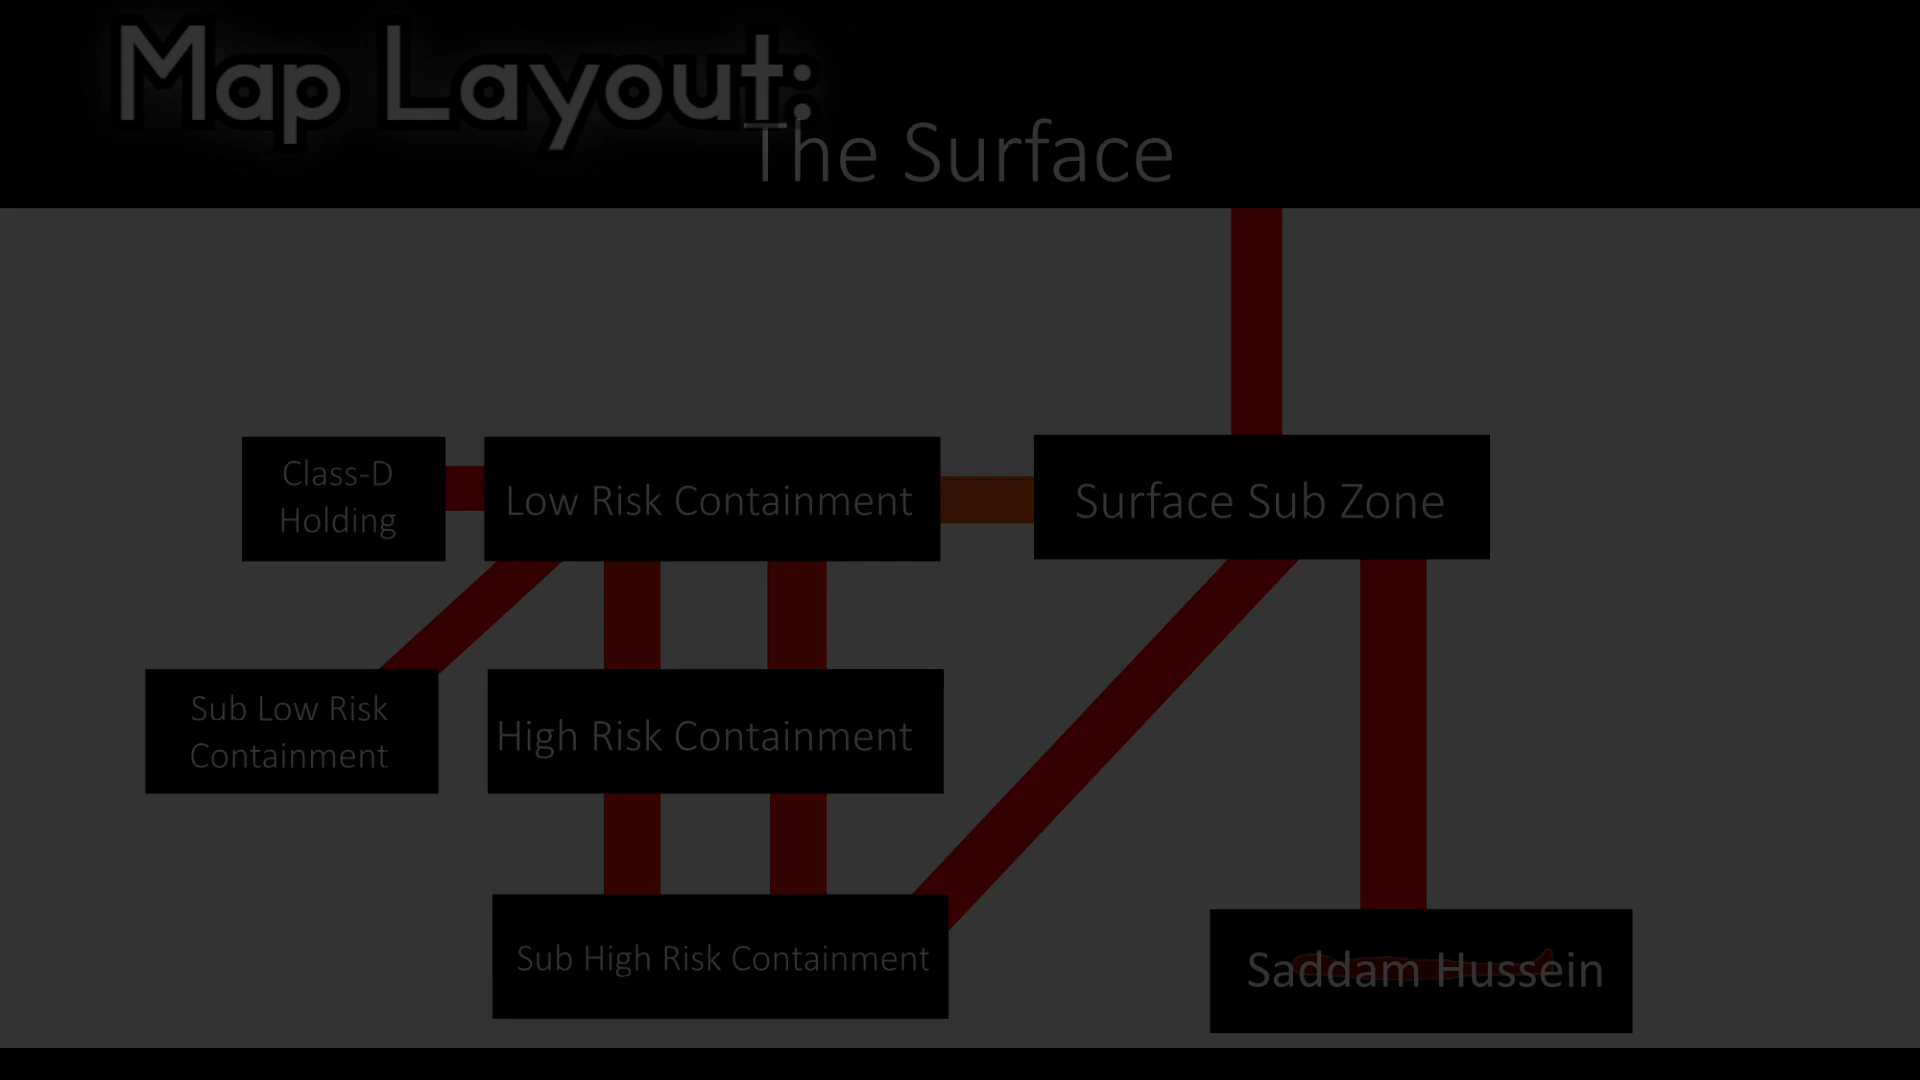 Map Layout:
The Surface
Class-D
Holding
Low Risk Containment
Surface Sub Zone
Sub Low Risk
Containment
High Risk Containment
Sub High Risk Containment
Saddam Hussein